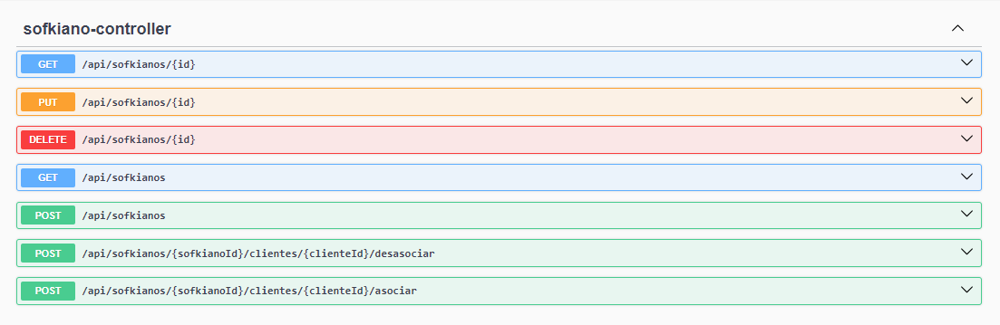 sofkiano-controller
GET /api/sofkianos/{id}
PUT /api/sofkianos/{id}
DELETE /api/sofkianos/{id}
GET /api/sofkianos
POST /api/sofkianos
POST /api/sofkianos/{sofkianoId}/clientes/{clienteId}/desasociar
POST /api/sofkianos/{sofkianoId}/clientes/{clienteId}/asociar